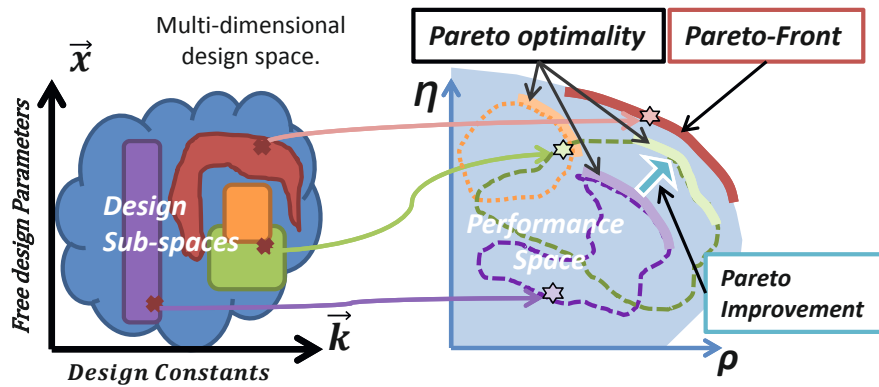 Multi-dimensional
design space.
x
Free design Parameters
Design
Sub-spaces
k
Design Constants
Pareto optimality
Pareto-Front
η
Performance
Space
Pareto
Improvement
ρ